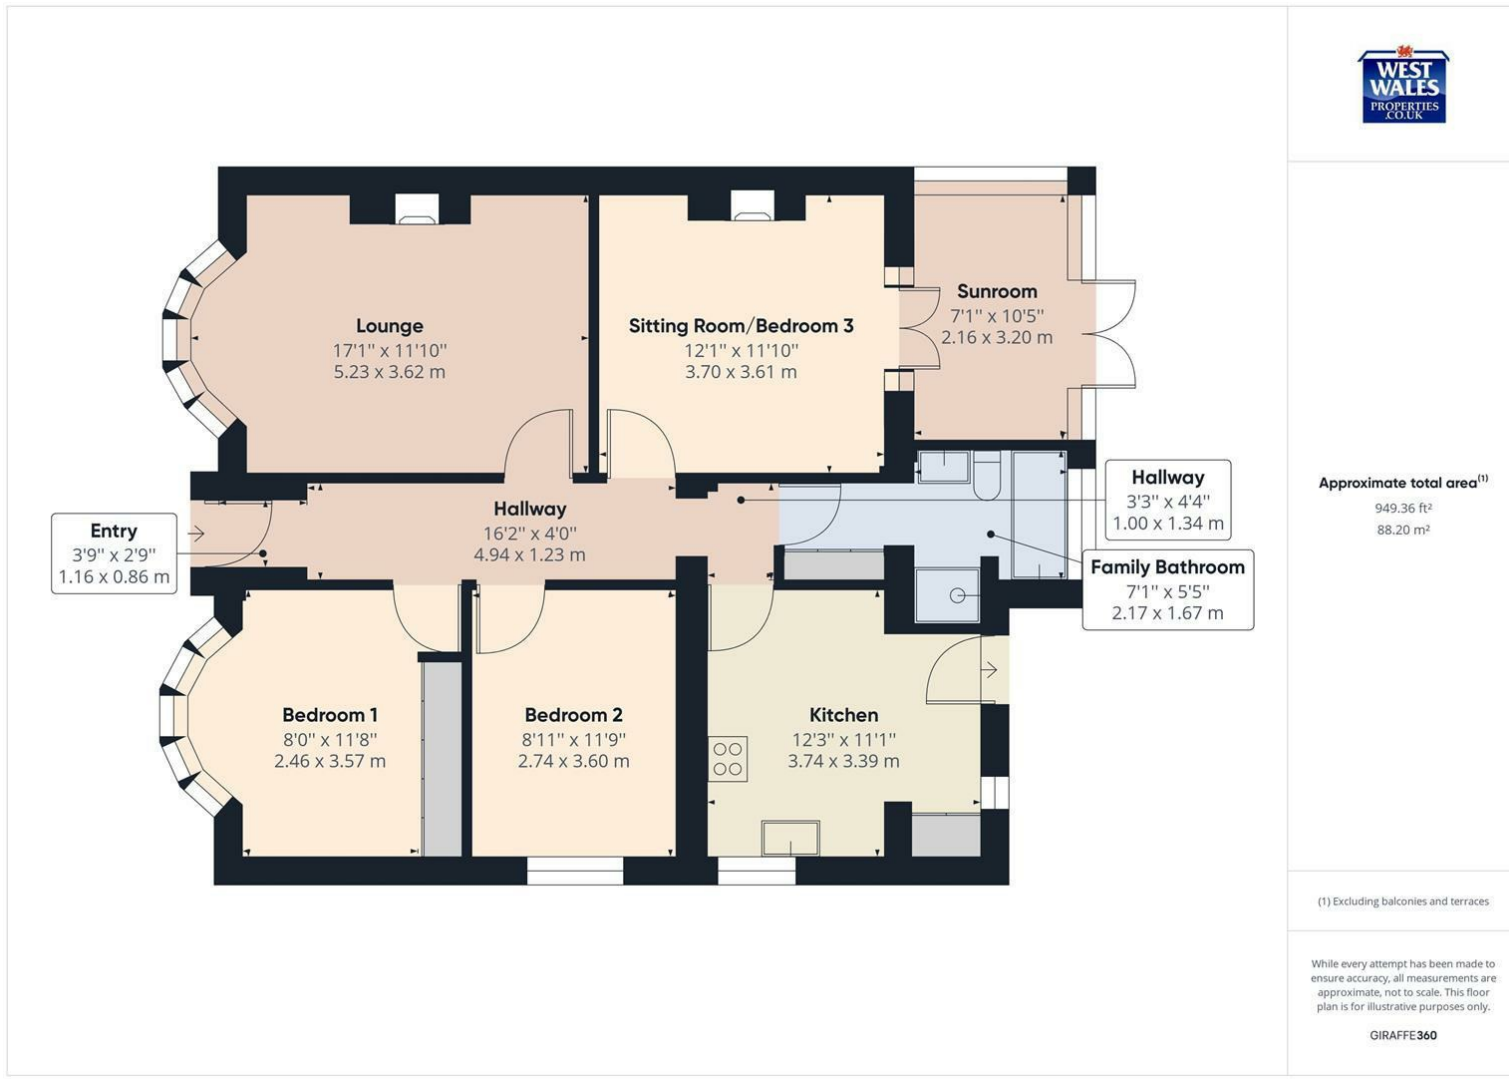 WEST
WALES
PROPERTIES
.CO.UK
Lounge
17'1" x 11'10"
5.23 x 3.62 m
Sitting Room/Bedroom 3
12'1" x 11'10"
3.70 x 3.61 m
Sunroom
7'1" x 10'5"
2.16 x 3.20 m
Hallway
3'3" x 4'4"
1.00 x 1.34 m
Entry
3'9" x 2'9"
1.16 x 0.86 m
Hallway
16'2" x 4'0"
4.94 x 1.23 m
Family Bathroom
7'1" x 5'5"
2.17 x 1.67 m
Bedroom 1
8'0" x 11'8"
2.46 x 3.57 m
Bedroom 2
8'11" x 11'9"
2.74 x 3.60 m
Kitchen
12'3" x 11'1"
3.74 x 3.39 m
Approximate total area(1)
949.36 ft²
88.20 m²
(1) Excluding balconies and terraces
While every attempt has been made to
ensure accuracy, all measurements are
approximate, not to scale. This floor
plan is for illustrative purposes only.
GIRAFFE360